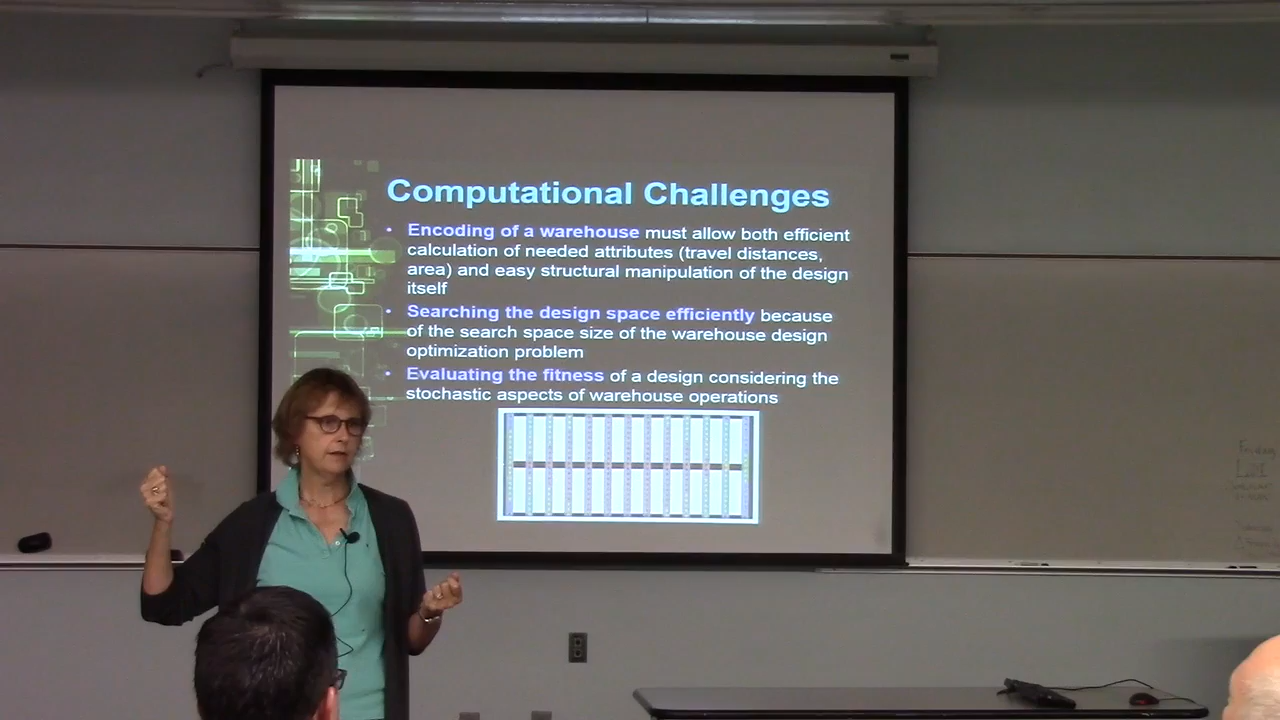 Computational Challenges
• Encoding of a warehouse must allow both efficient
calculation of needed attributes (travel distances,
area) and easy structural manipulation of the design
itself
• Searching the design space efficiently because
of the search space size of the warehouse design
optimization problem
• Evaluating the fitness of a design considering the
stochastic aspects of warehouse operations
Friday